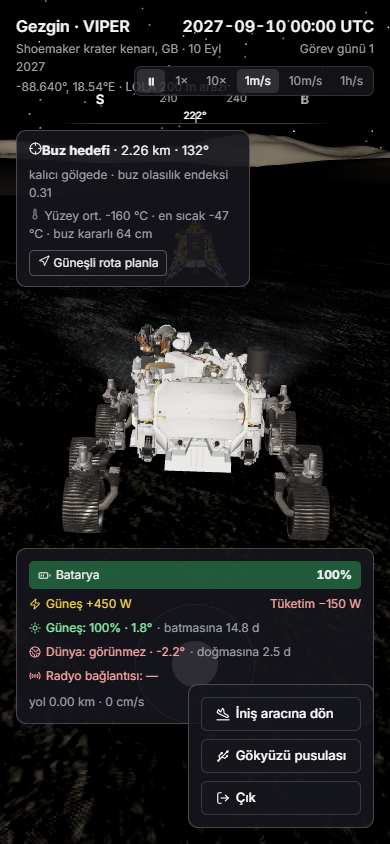 Gezgin · VIPER
2027-09-10 00:00 UTC
Shoemaker krater kenarı, GB · 10 Eyl
2027
Görev günü 1
-88.640°, 18.54°E · LOLA 200 m arazi
1× 10× 1m/s 10m/s 1h/s
S 210 240 B
222°
Buz hedefi · 2.26 km · 132°
kalıcı gölgede · buz olasılık endeksi
0.31
Yüzey ort. -160 °C · en sıcak -47
°C · buz kararlı 64 cm
Güneşli rota planla
Batarya 100%
Güneş +450 W Tüketim −150 W
Güneş: 100% · 1.8° · batmasına 14.8 d
Dünya: görünmez · -2.2° · doğmasına 2.5 d
Radyo bağlantısı: —
yol 0.00 km · 0 cm/s
İniş aracına dön
Gökyüzü pusulası
Çık